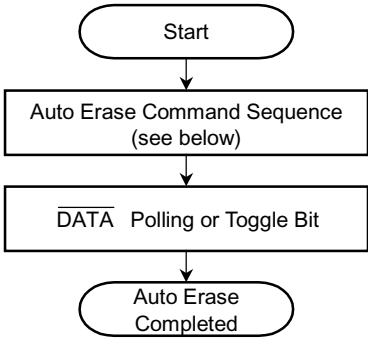 Start
Auto Erase Command Sequence
(see below)
DATA Polling or Toggle Bit
Auto Erase
Completed